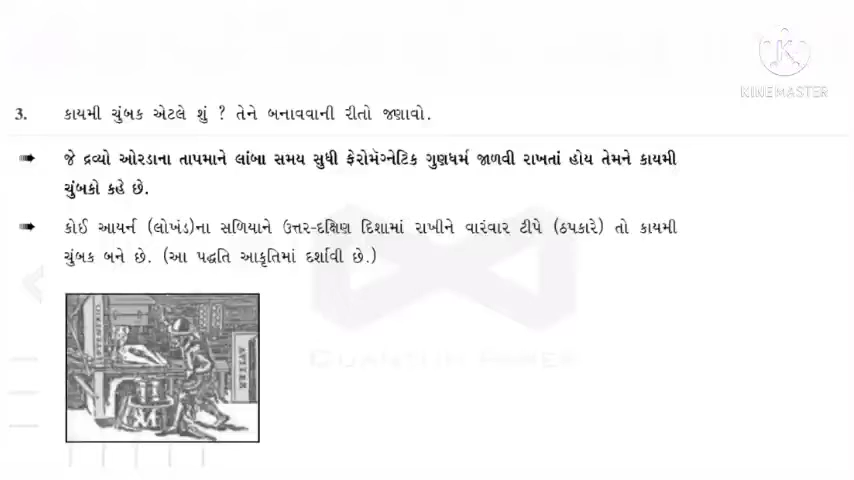 KINEMASTER
3. કાયમી ચુંબક એટલે શું ? તેને બનાવવાની રીતો જણાવો.
➠ જે દ્રવ્યો ઓરડાના તાપમાને લાંબા સમય સુધી ફેરોમૅગ્નેટિક ગુણધર્મ જાળવી રાખતાં હોય તેમને કાયમી
ચુંબકો કહે છે.
➠ કોઈ આયર્ન (લોખંડ)ના સળિયાને ઉત્તર-દક્ષિણ દિશામાં રાખીને વારંવાર ટીપે (ઠપકારે) તો કાયમી
ચુંબક બને છે. (આ પદ્ધતિ આકૃતિમાં દર્શાવી છે.)